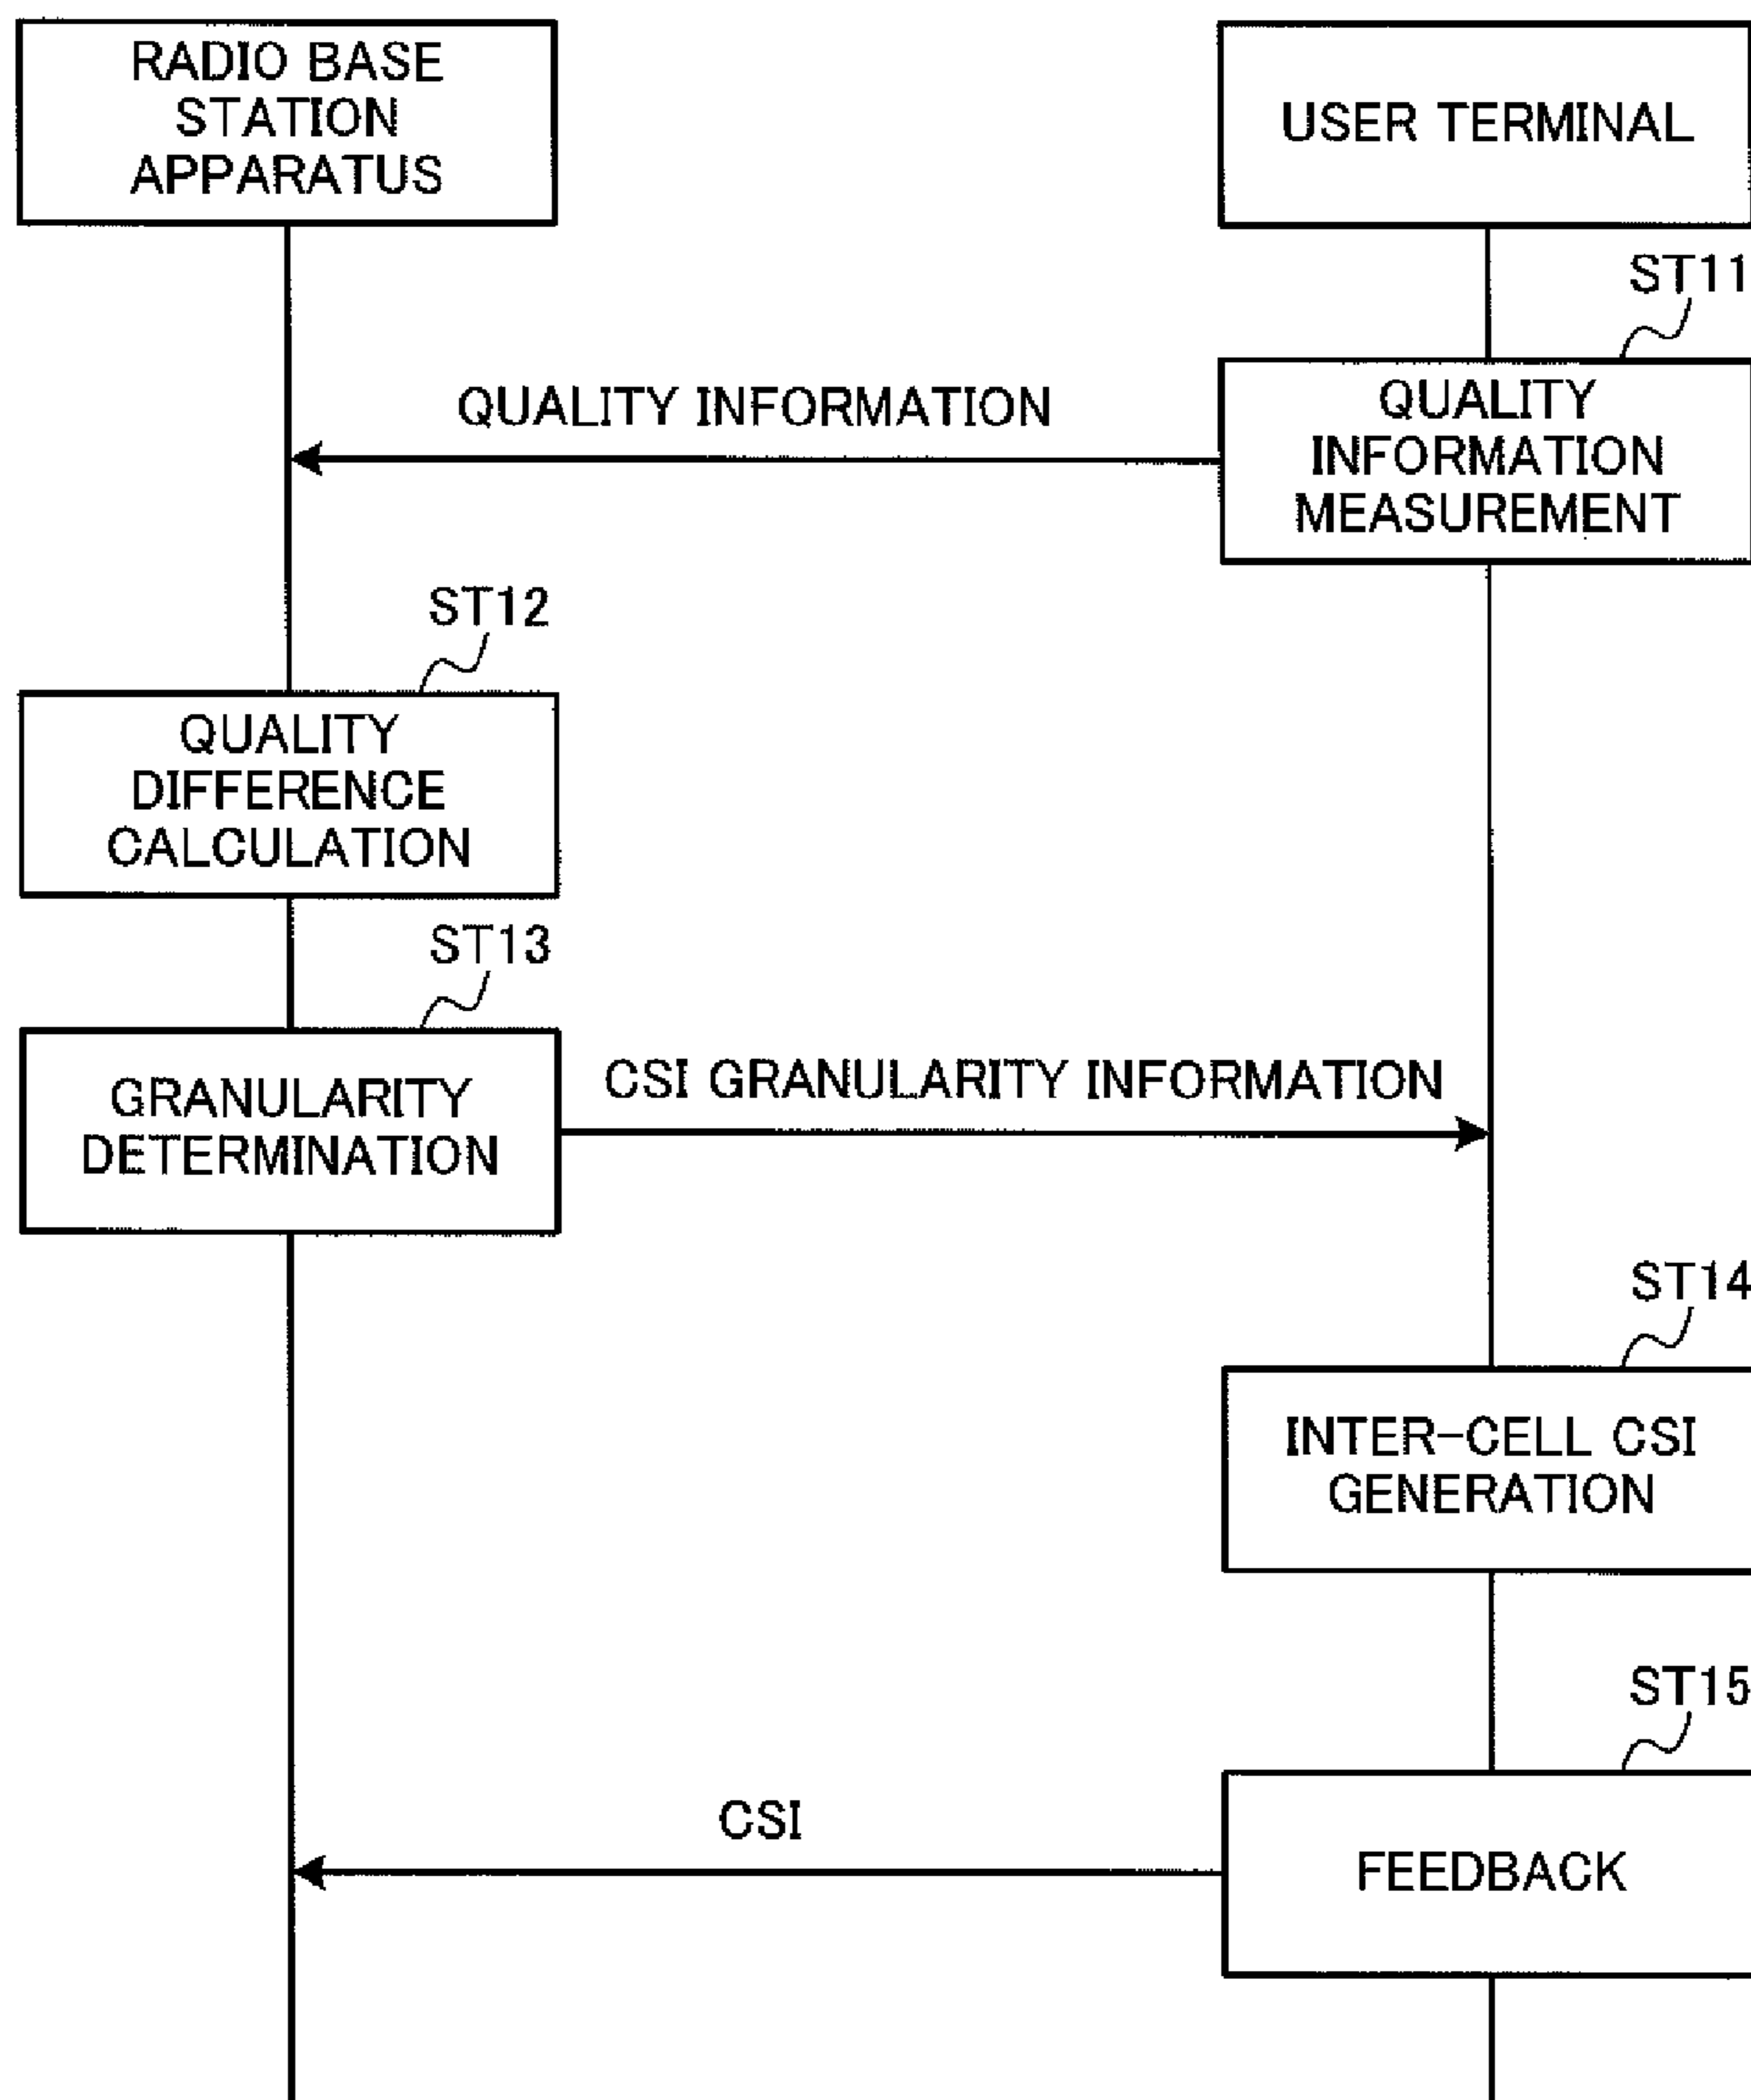 RADIO BASE
STATION
APPARATUS
USER TERMINAL
ST11
QUALITY INFORMATION
QUALITY
INFORMATION
MEASUREMENT
ST12
QUALITY
DIFFERENCE
CALCULATION
ST13
GRANULARITY
DETERMINATION
CSI GRANULARITY INFORMATION
ST14
INTER-CELL CSI
GENERATION
ST15
CSI
FEEDBACK